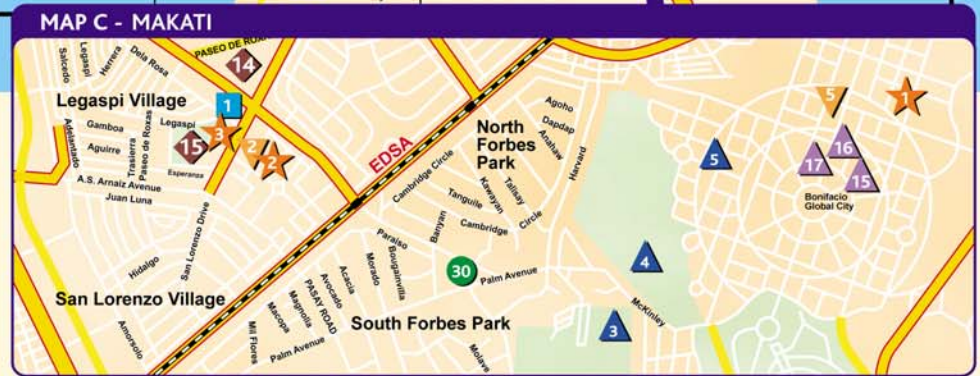 MAP C - MAKATI
PASEO DE ROXAS
14
Salcedo
Legaspi
Herrera
Dela Rosa
Legaspi Village
1
Adelantado
Gamboa
Aguirre
Trasierra
Paseo de Roxas
Legaspi
15
3
2
2
Esperanza
A.S. Arnaiz Avenue
Juan Luna
San Lorenzo Drive
Hidalgo
San Lorenzo Village
Amorsolo
EDSA
North
Forbes
Park
Agoho
Dapdap
Anahaw
Harvard
Cambridge Circle
Tanguile
Kawayan
Talisay
Banyan
Cambridge
Circle
Paraiso
Bougainvilla
Morado
Acacia
Avocado
PASAY ROAD
Magnolia
Macopa
Mil Flores
Palm Avenue
30
Palm Avenue
South Forbes Park
Molave
McKinley
3
4
5
5
1
16
17
15
Bonifacio
Global City